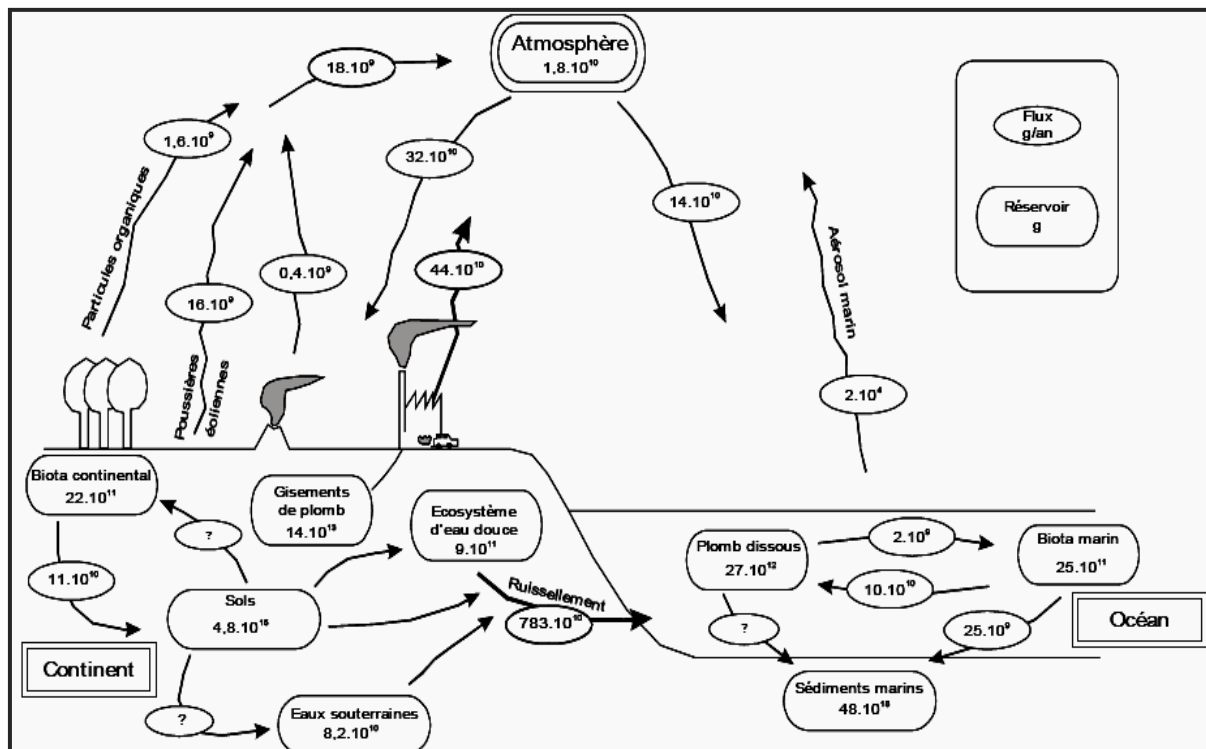 Atmosphère
1,8.10¹⁰
18.10⁹
1,6.10⁹
Particules organiques
16.10⁹
Poussières
éoliennes
0,4.10⁹
32.10¹⁰
44.10¹⁰
14.10¹⁰
Aérosol marin
2.10⁴
Flux
g/an
Réservoir
g
Biota continental
22.10¹¹
Gisements
de plomb
14.10¹³
Ecosystème
d'eau douce
9.10¹¹
?
11.10¹⁰
Sols
4,8.10¹⁵
Ruissellement
783.10¹⁰
Continent
?
Eaux souterraines
8,2.10¹⁰
Plomb dissous
27.10¹²
2.10⁹
10.10¹⁰
Biota marin
25.10¹¹
?
25.10⁹
Océan
Sédiments marins
48.10¹⁸